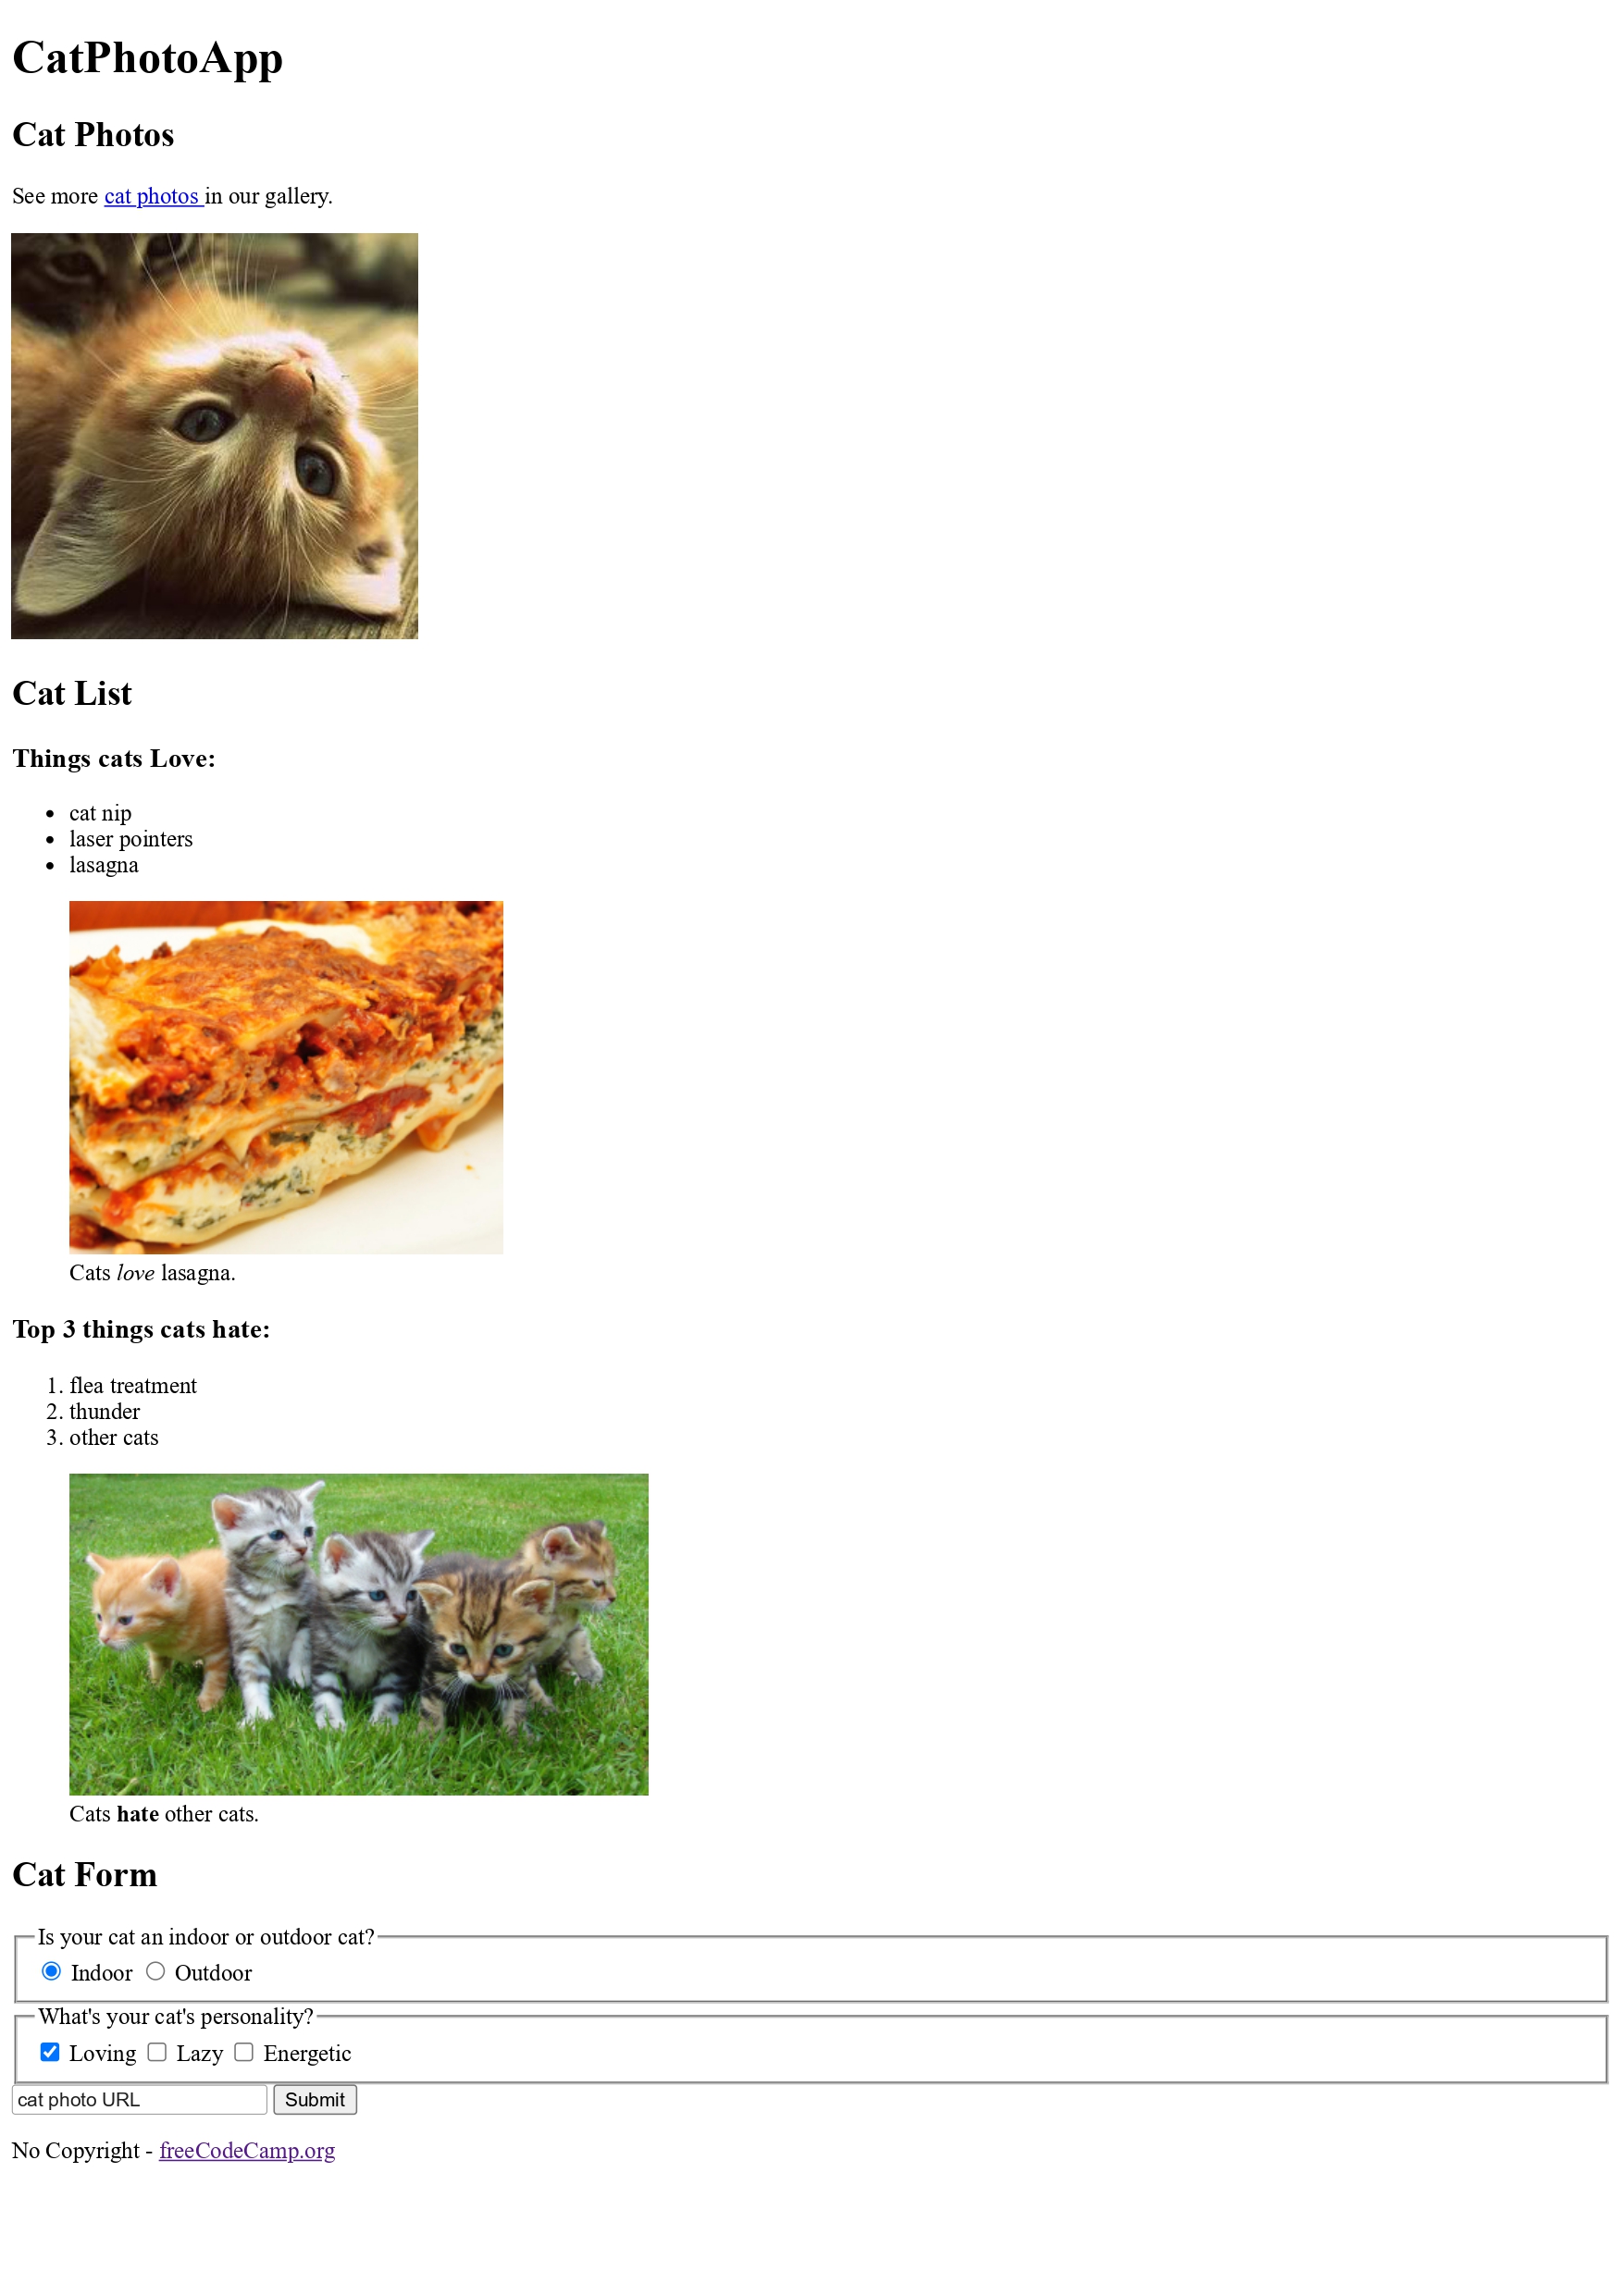 CatPhotoApp
Cat Photos
See more cat photos in our gallery.
Cat List
Things cats Love:
• cat nip
• laser pointers
• lasagna
Cats love lasagna.
Top 3 things cats hate:
1. flea treatment
2. thunder
3. other cats
Cats hate other cats.
Cat Form
Is your cat an indoor or outdoor cat?
Indoor Outdoor
What's your cat's personality?
Loving Lazy Energetic
cat photo URL Submit
No Copyright - freeCodeCamp.org